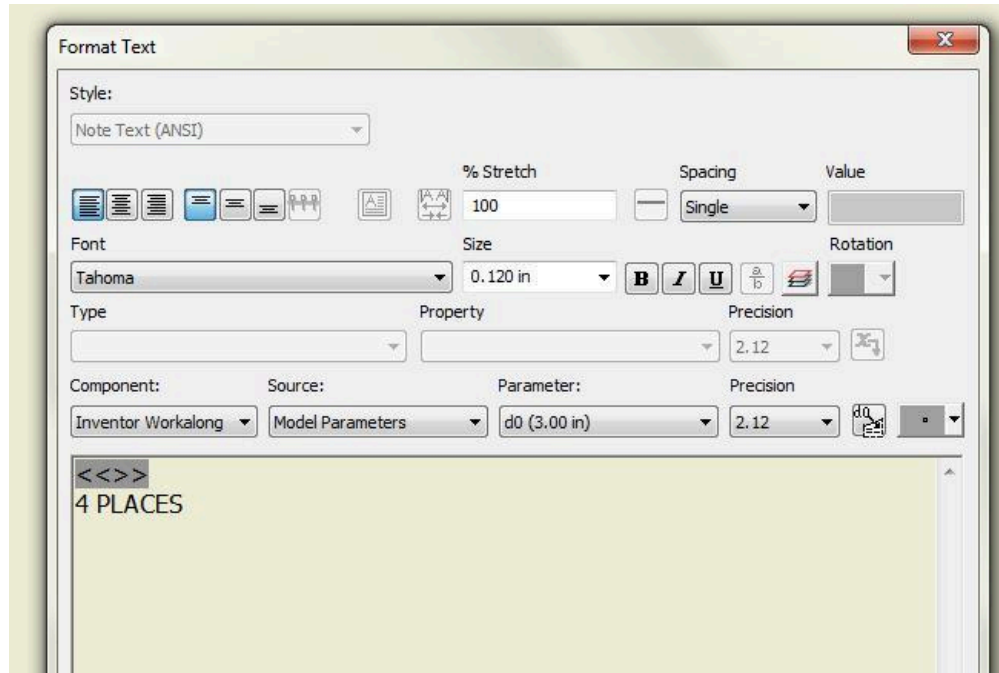 Format Text
Style:
Note Text (ANSI)
% Stretch Spacing Value
100 Single
Font Size Rotation
Tahoma 0.120 in B I U a/b
Type Property Precision
2.12
Component: Source: Parameter: Precision
Inventor Workalong Model Parameters d0 (3.00 in) 2.12
<<>>
4 PLACES